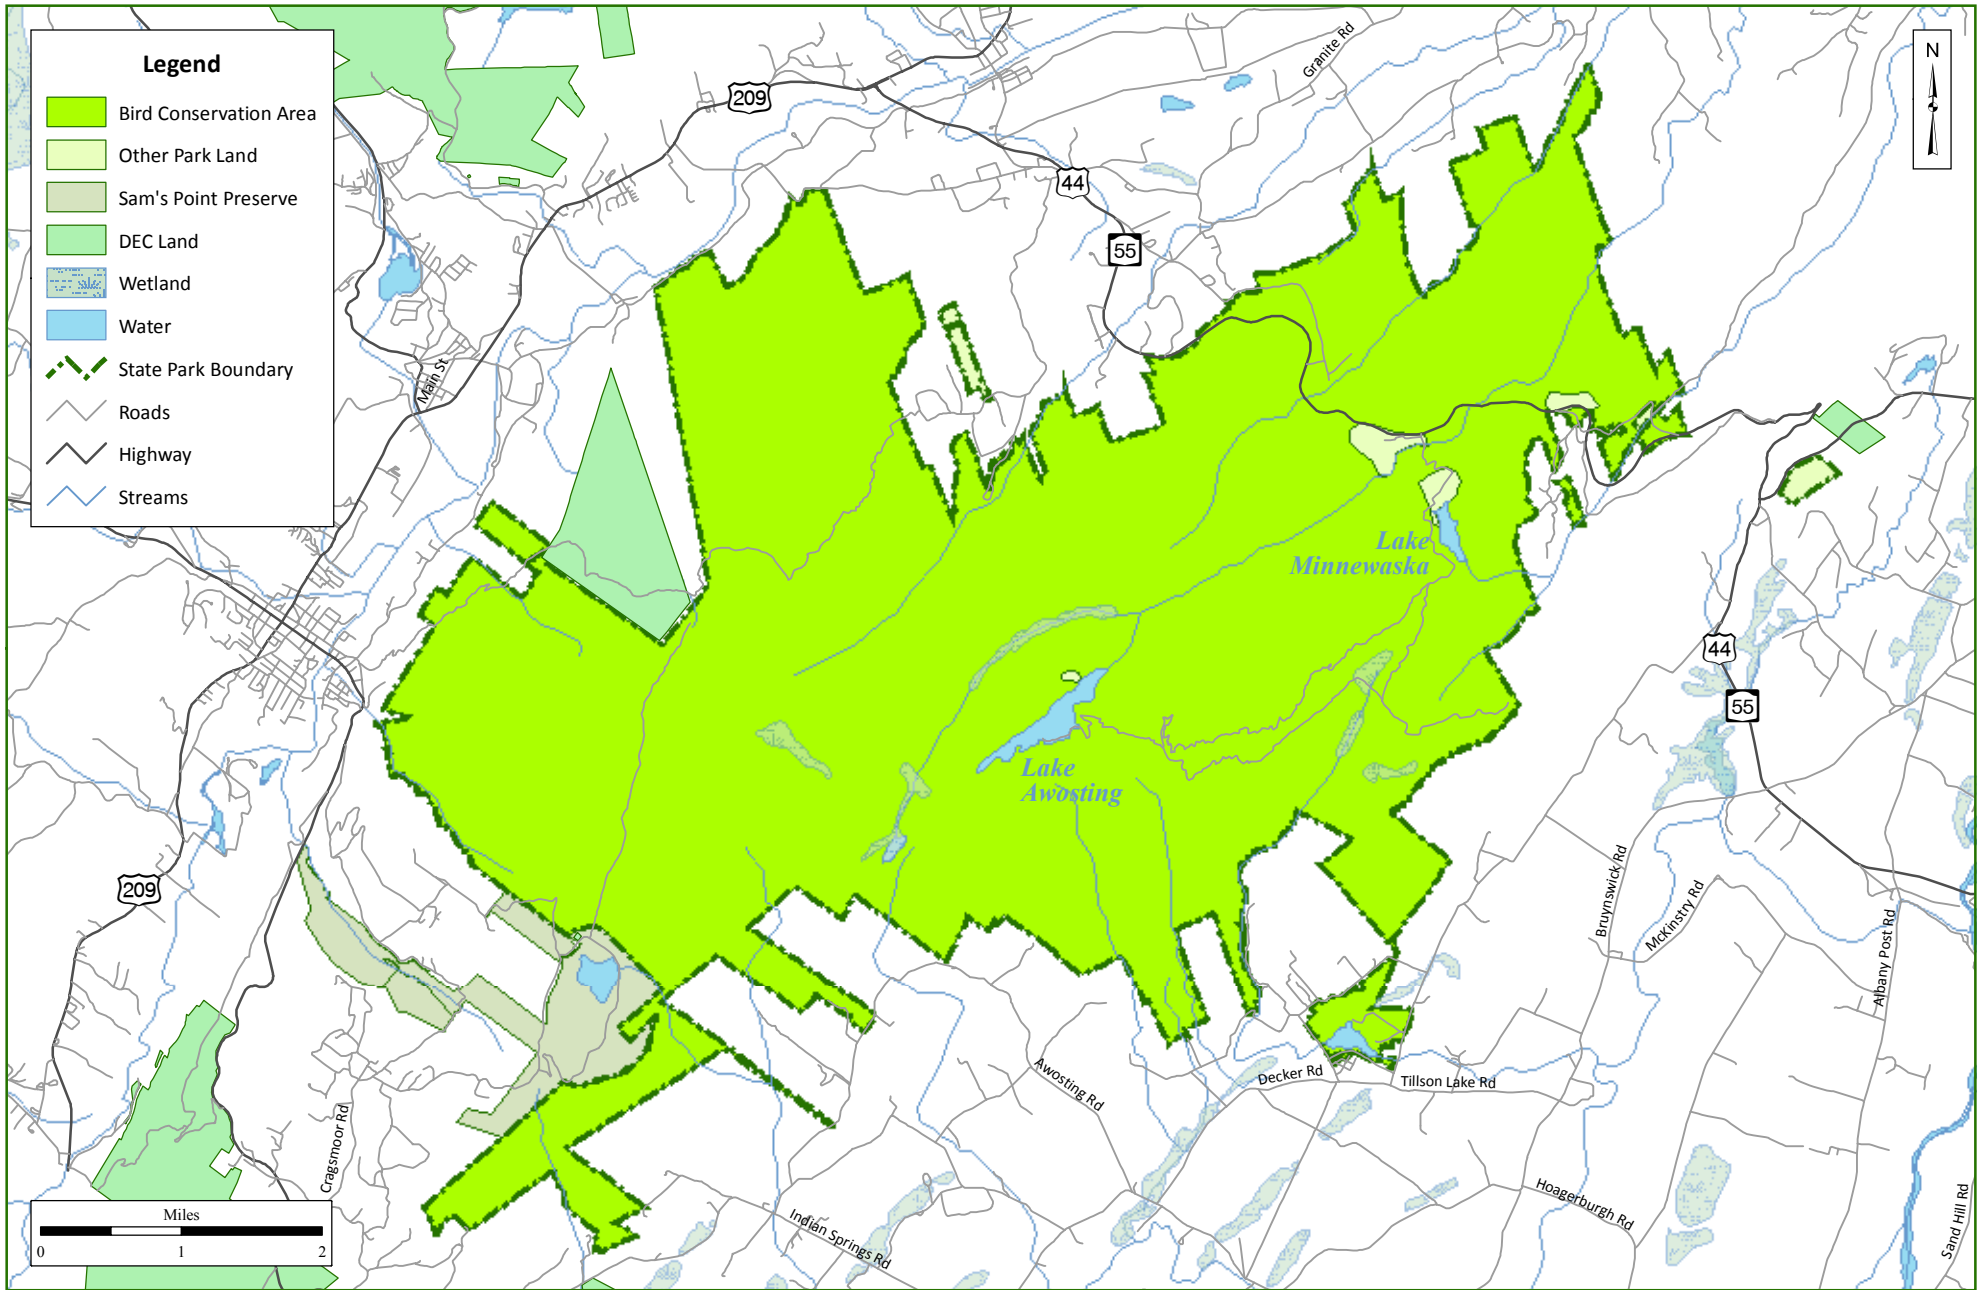 Legend
Bird Conservation Area
Other Park Land
Sam's Point Preserve
DEC Land
Wetland
Water
State Park Boundary
Roads
Highway
Streams
N
209
Granite Rd
44
55
Main St
Lake
Minnewaska
44
55
Lake
Awosting
209
Bruynswick Rd
McKinstry Rd
Albany Post Rd
Awosting Rd
Decker Rd
Tillson Lake Rd
Cragsmoor Rd
Indian Springs Rd
Hoagerburgh Rd
Sand Hill Rd
Miles
0 1 2